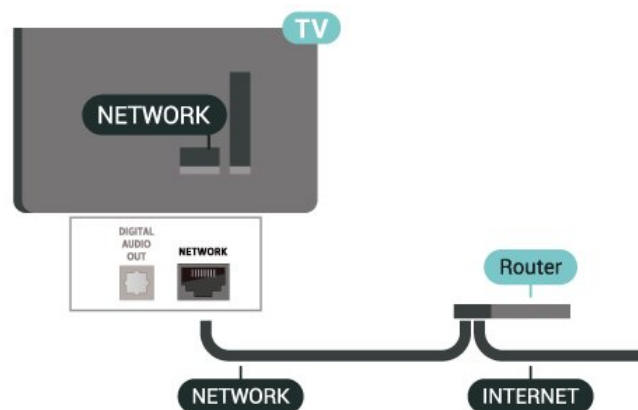 TV
NETWORK
DIGITAL
AUDIO
OUT
NETWORK
Router
NETWORK
INTERNET